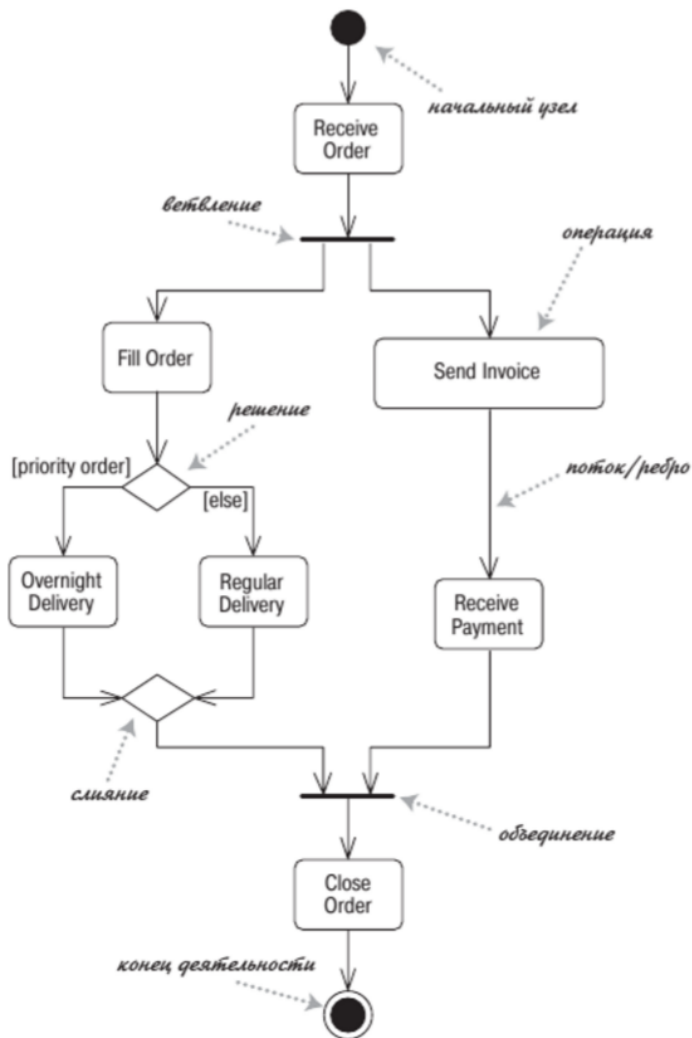 начальный узел
Receive
Order
ветвление
операция
Fill Order
Send Invoice
решение
[priority order]
[else]
поток/ребро
Overnight
Delivery
Regular
Delivery
Receive
Payment
слияние
объединение
Close
Order
конец деятельности